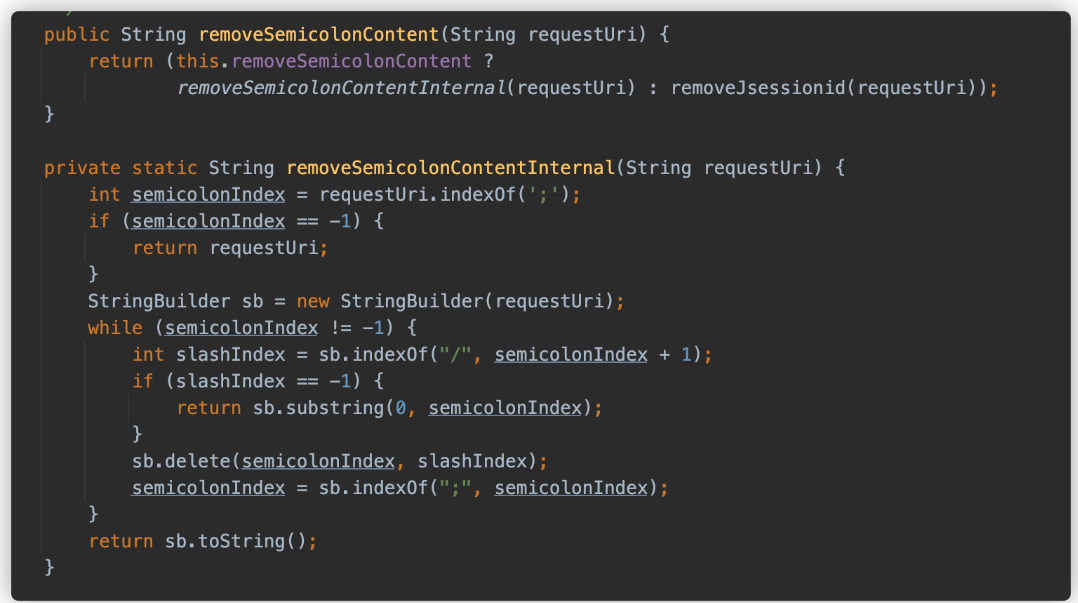 public String removeSemicolonContent(String requestUri) {
return (this.removeSemicolonContent ?
removeSemicolonContentInternal(requestUri) : removeJsessionid(requestUri));
}
private static String removeSemicolonContentInternal(String requestUri) {
int semicolonIndex = requestUri.indexOf(';');
if (semicolonIndex == -1) {
return requestUri;
}
StringBuilder sb = new StringBuilder(requestUri);
while (semicolonIndex != -1) {
int slashIndex = sb.indexOf("/", semicolonIndex + 1);
if (slashIndex == -1) {
return sb.substring(0, semicolonIndex);
}
sb.delete(semicolonIndex, slashIndex);
semicolonIndex = sb.indexOf(";", semicolonIndex);
}
return sb.toString();
}